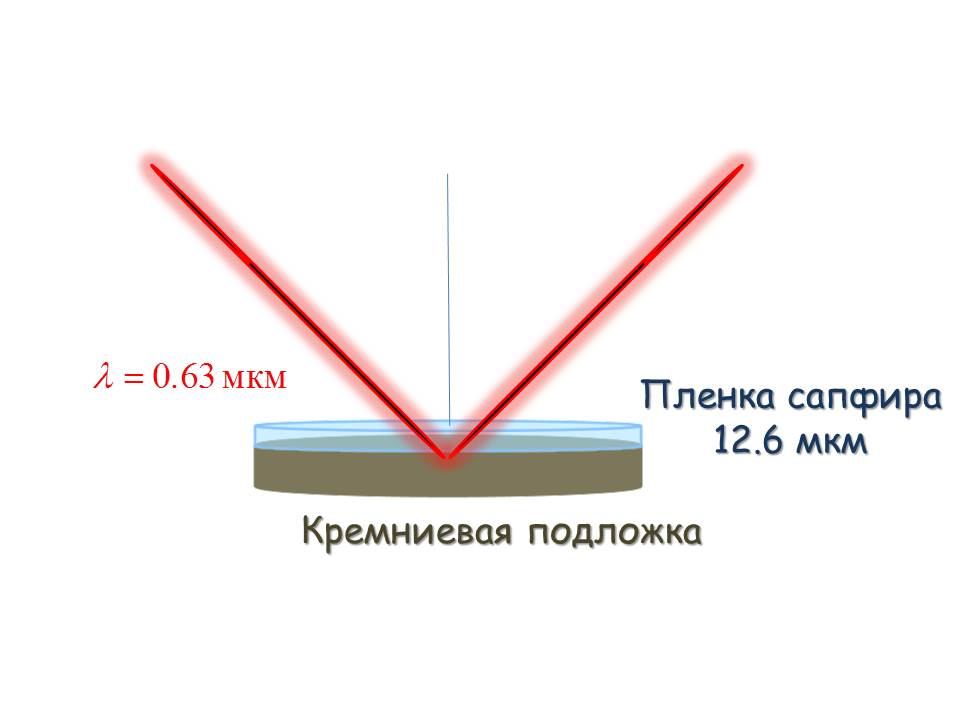 λ = 0.63 мкм
Пленка сапфира
12.6 мкм
Кремниевая подложка